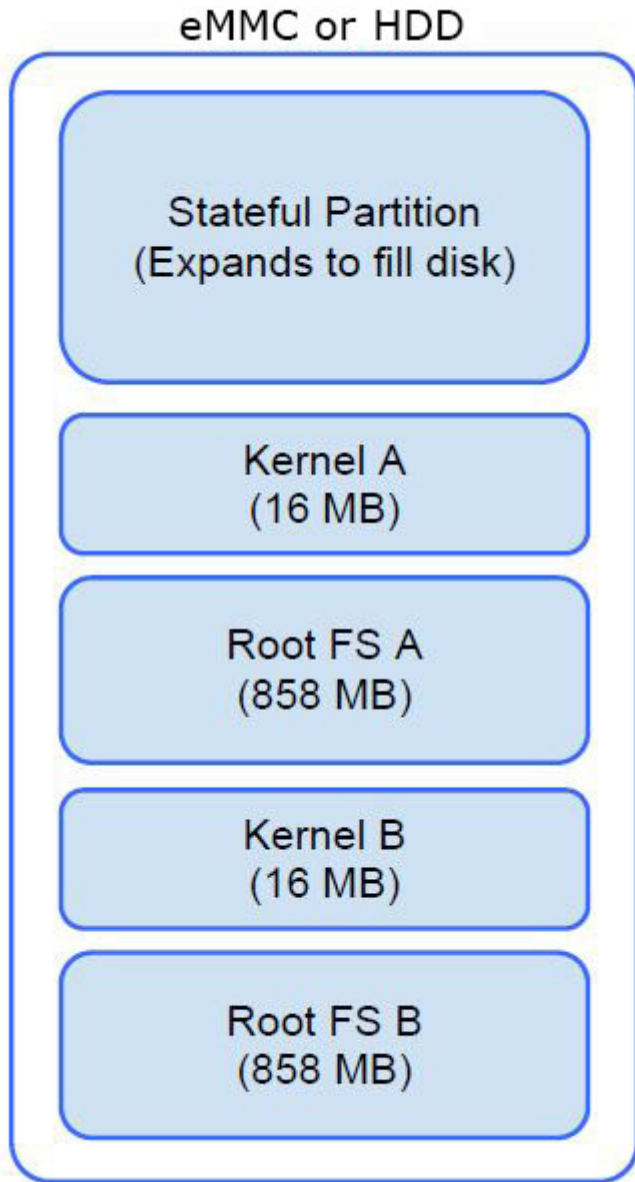 eMMC or HDD
Stateful Partition
(Expands to fill disk)
Kernel A
(16 MB)
Root FS A
(858 MB)
Kernel B
(16 MB)
Root FS B
(858 MB)